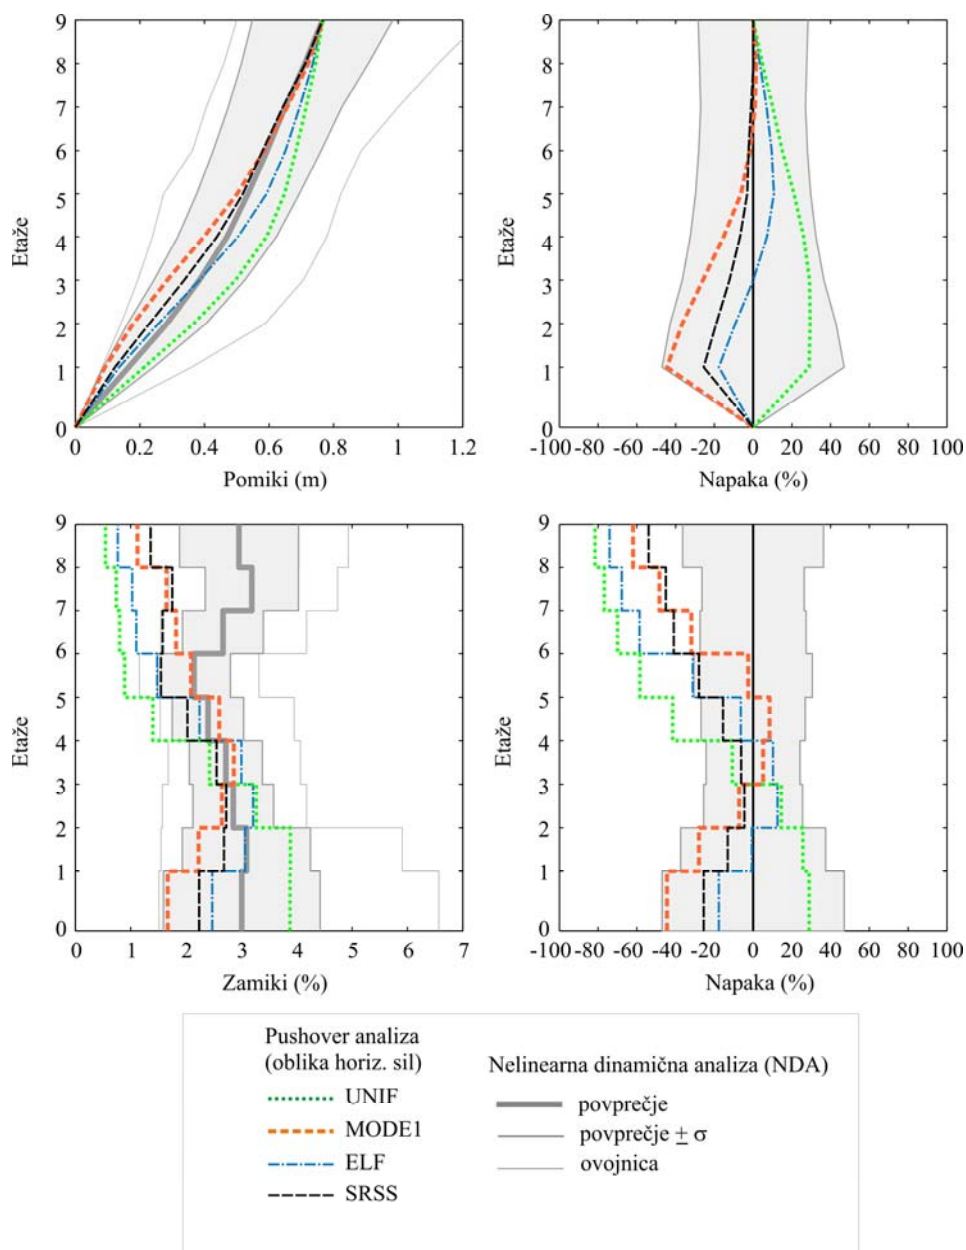 9
8
7
6
5
4
3
2
1
0
Etaže
0 0.2 0.4 0.6 0.8 1 1.2
Pomiki (m)
9
8
7
6
5
4
3
2
1
0
Etaže
-100 -80 -60 -40 -20 0 20 40 60 80 100
Napaka (%)
9
8
7
6
5
4
3
2
1
0
Etaže
0 1 2 3 4 5 6 7
Zamiki (%)
9
8
7
6
5
4
3
2
1
0
Etaže
-100 -80 -60 -40 -20 0 20 40 60 80 100
Napaka (%)
Pushover analiza
(oblika horiz. sil)
UNIF
MODE1
ELF
SRSS
Nelinearna dinamična analiza (NDA)
povprečje
povprečje ± σ
ovojnica